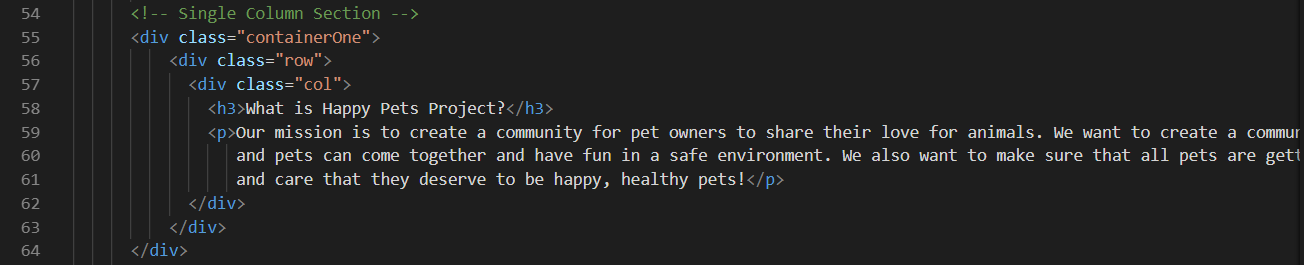 54 <!-- Single Column Section -->
55 <div class="containerOne">
56 <div class="row">
57 <div class="col">
58 <h3>What is Happy Pets Project?</h3>
59 <p>Our mission is to create a community for pet owners to share their love for animals. We want to create a
60 and pets can come together and have fun in a safe environment. We also want to make sure that all pets are
61 and care that they deserve to be happy, healthy pets!</p>
62 </div>
63 </div>
64 </div>